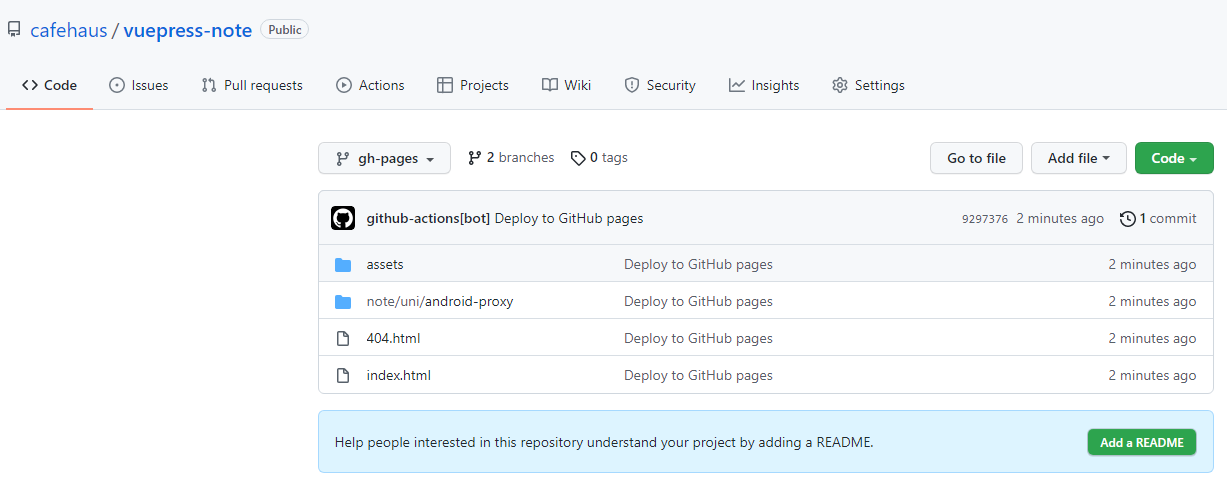 cafehaus / vuepress-note Public
Code Issues Pull requests Actions Projects Wiki Security Insights Settings
gh-pages 2 branches 0 tags Go to file Add file Code
github-actions[bot] Deploy to GitHub pages 9297376 2 minutes ago 1 commit
assets Deploy to GitHub pages 2 minutes ago
note/uni/android-proxy Deploy to GitHub pages 2 minutes ago
404.html Deploy to GitHub pages 2 minutes ago
index.html Deploy to GitHub pages 2 minutes ago
Help people interested in this repository understand your project by adding a README. Add a README